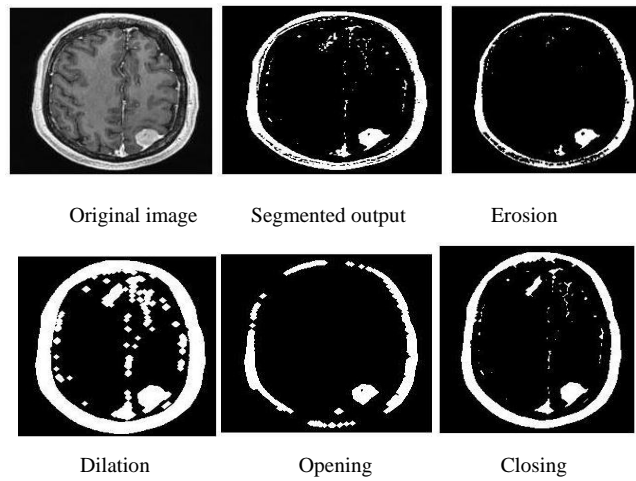 Original image Segmented output Erosion
Dilation Opening Closing